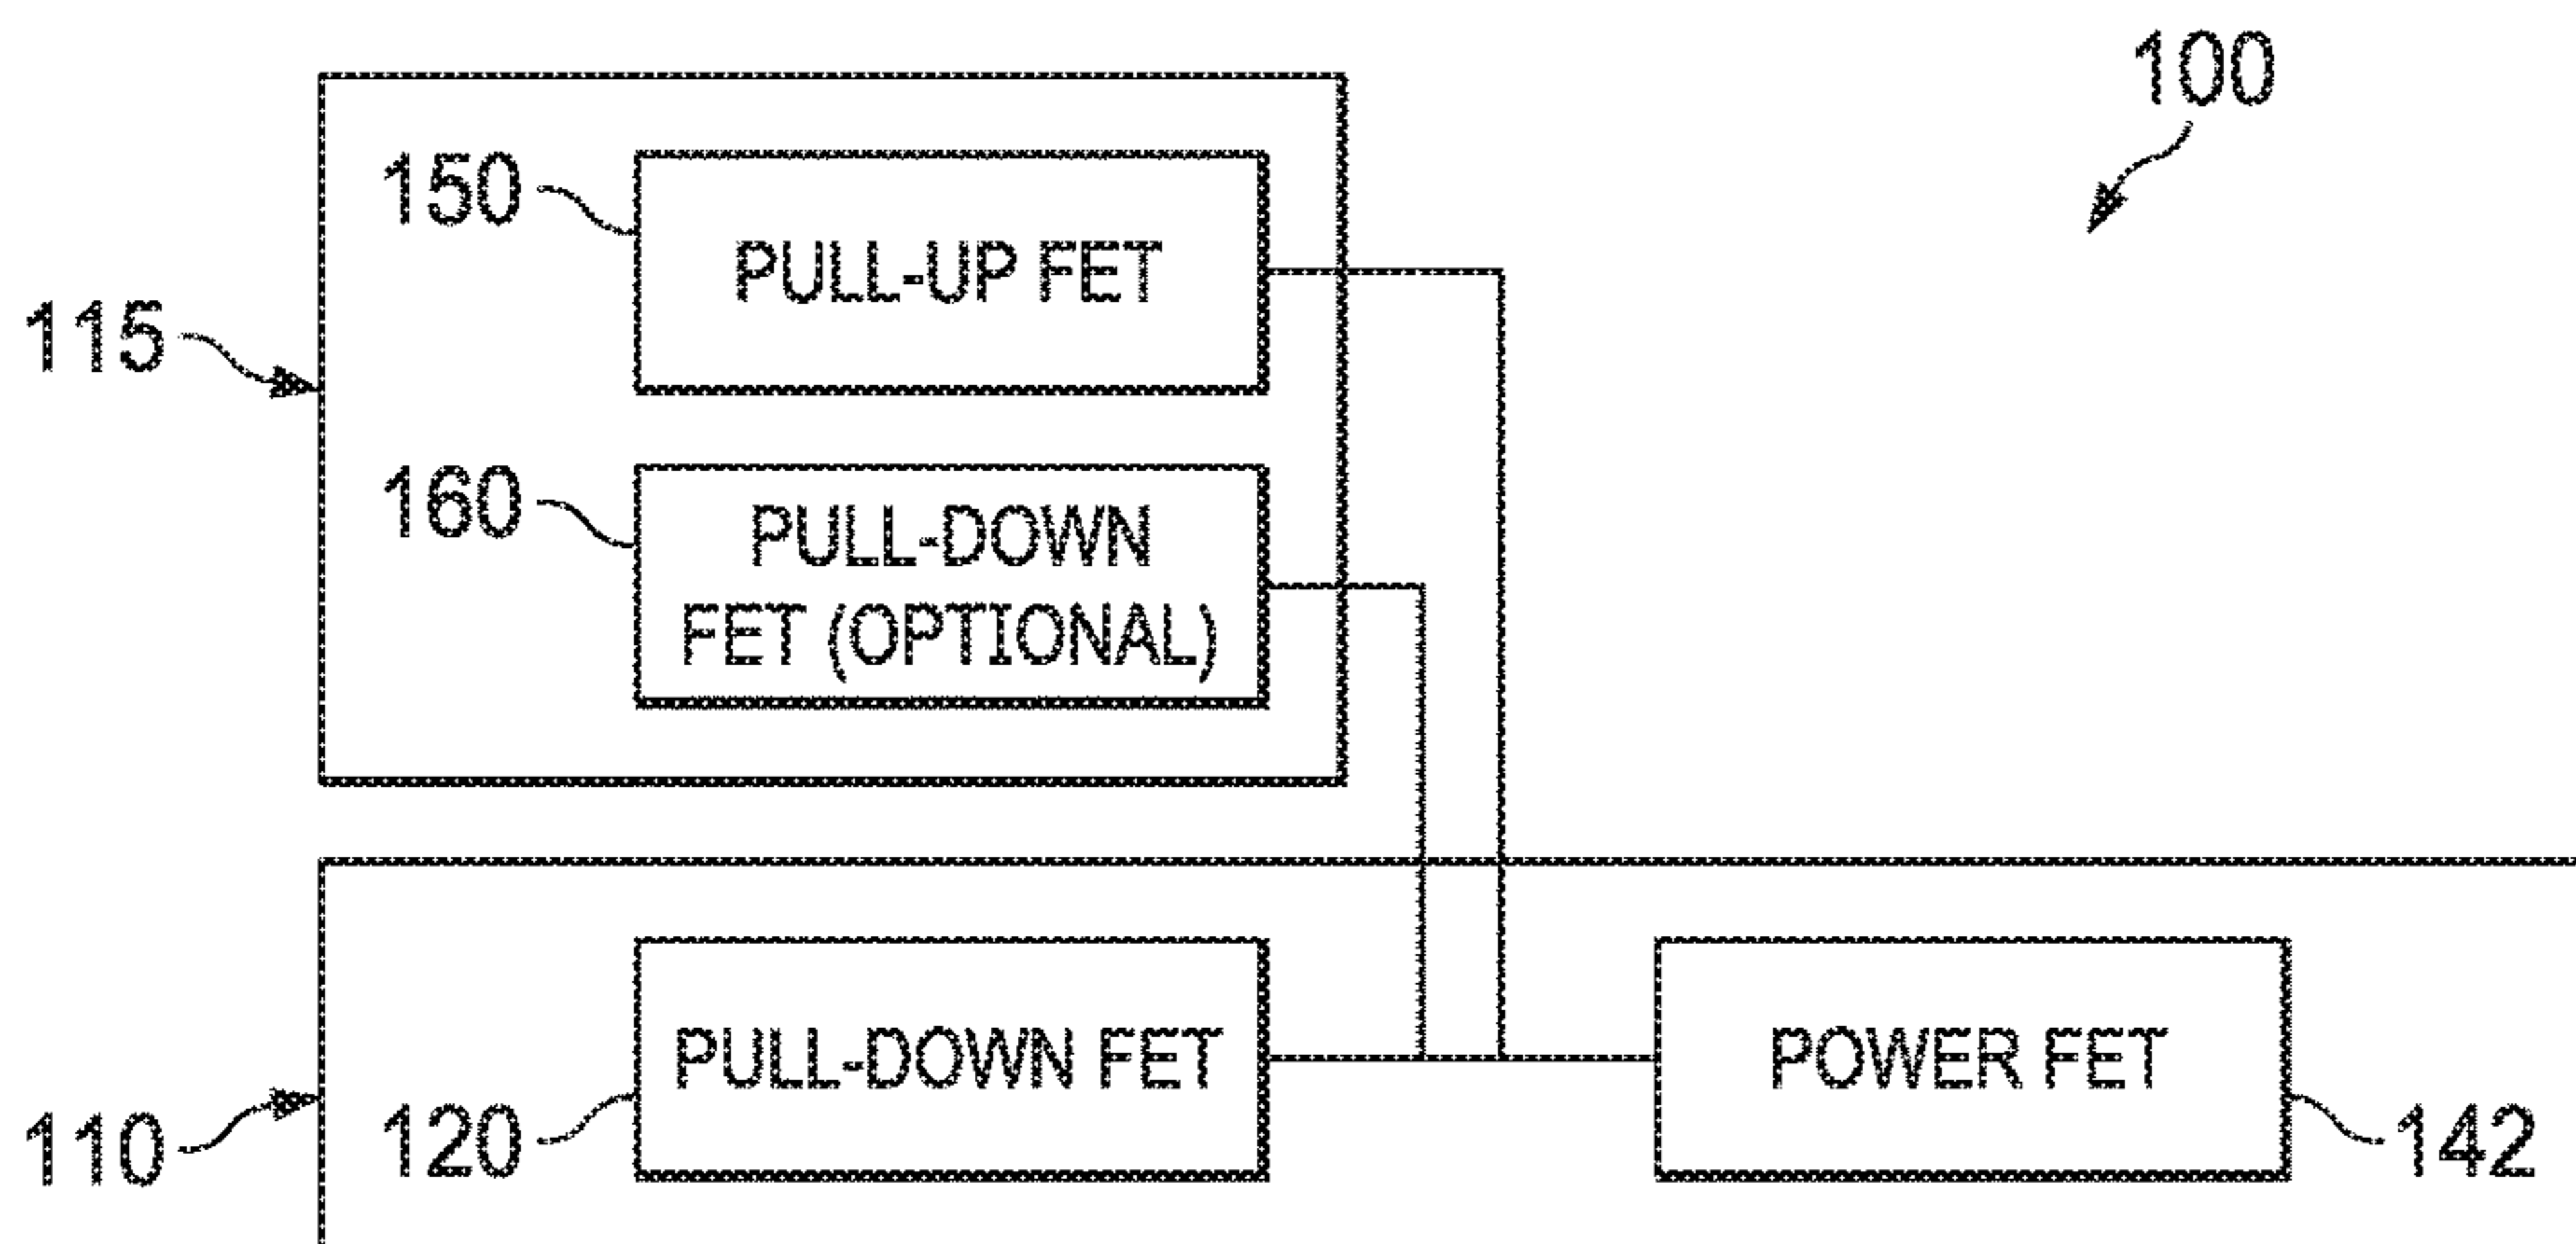 100
150
PULL-UP FET
115
160
PULL-DOWN
FET (OPTIONAL)
PULL-DOWN FET
POWER FET
110
120
142